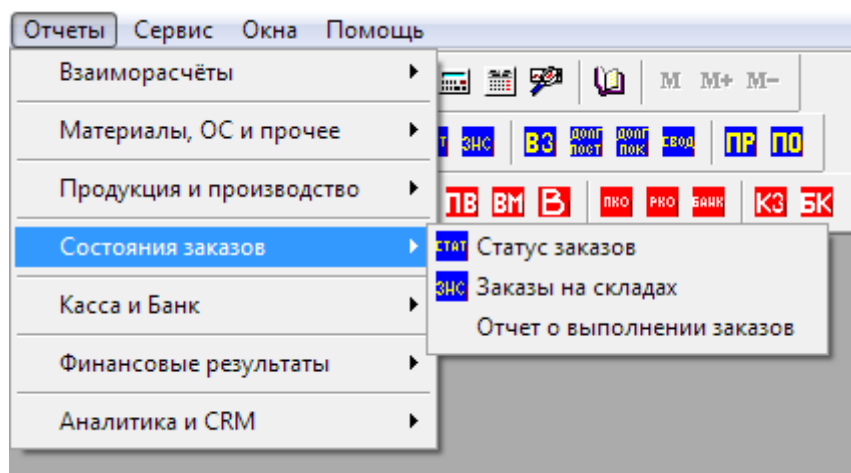 Отчеты Сервис Окна Помощь
Взаиморасчёты
М М+ М−
Материалы, ОС и прочее
ЗНС ВЗ ДОЛГ ПОСТ ДОЛГ ПОК СВОД ПР ПО
Продукция и производство
ПВ ВМ В ПКО РКО БАНК КЗ БК
Состояния заказов
СТАТ Статус заказов
ЗНС Заказы на складах
Касса и Банк
Отчет о выполнении заказов
Финансовые результаты
Аналитика и CRM